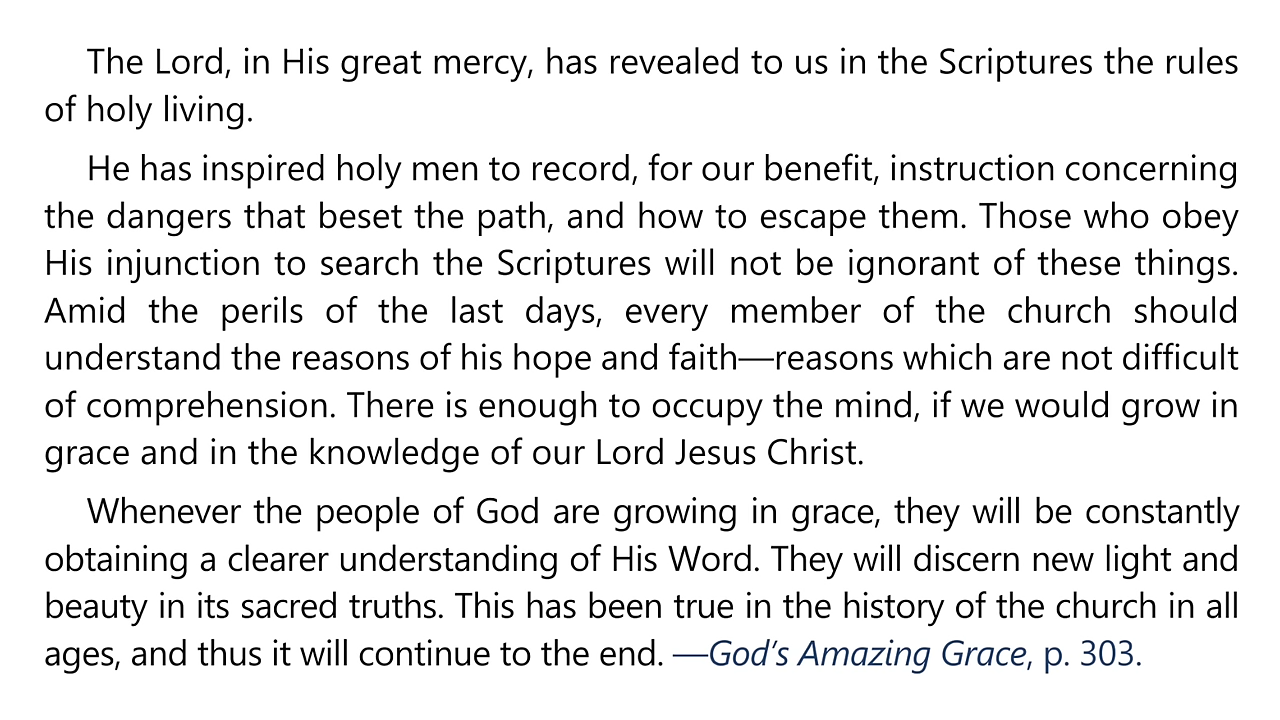 The Lord, in His great mercy, has revealed to us in the Scriptures the rules
of holy living.
He has inspired holy men to record, for our benefit, instruction concerning
the dangers that beset the path, and how to escape them. Those who obey
His injunction to search the Scriptures will not be ignorant of these things.
Amid the perils of the last days, every member of the church should
understand the reasons of his hope and faith—reasons which are not difficult
of comprehension. There is enough to occupy the mind, if we would grow in
grace and in the knowledge of our Lord Jesus Christ.
Whenever the people of God are growing in grace, they will be constantly
obtaining a clearer understanding of His Word. They will discern new light and
beauty in its sacred truths. This has been true in the history of the church in all
ages, and thus it will continue to the end. —God’s Amazing Grace, p. 303.